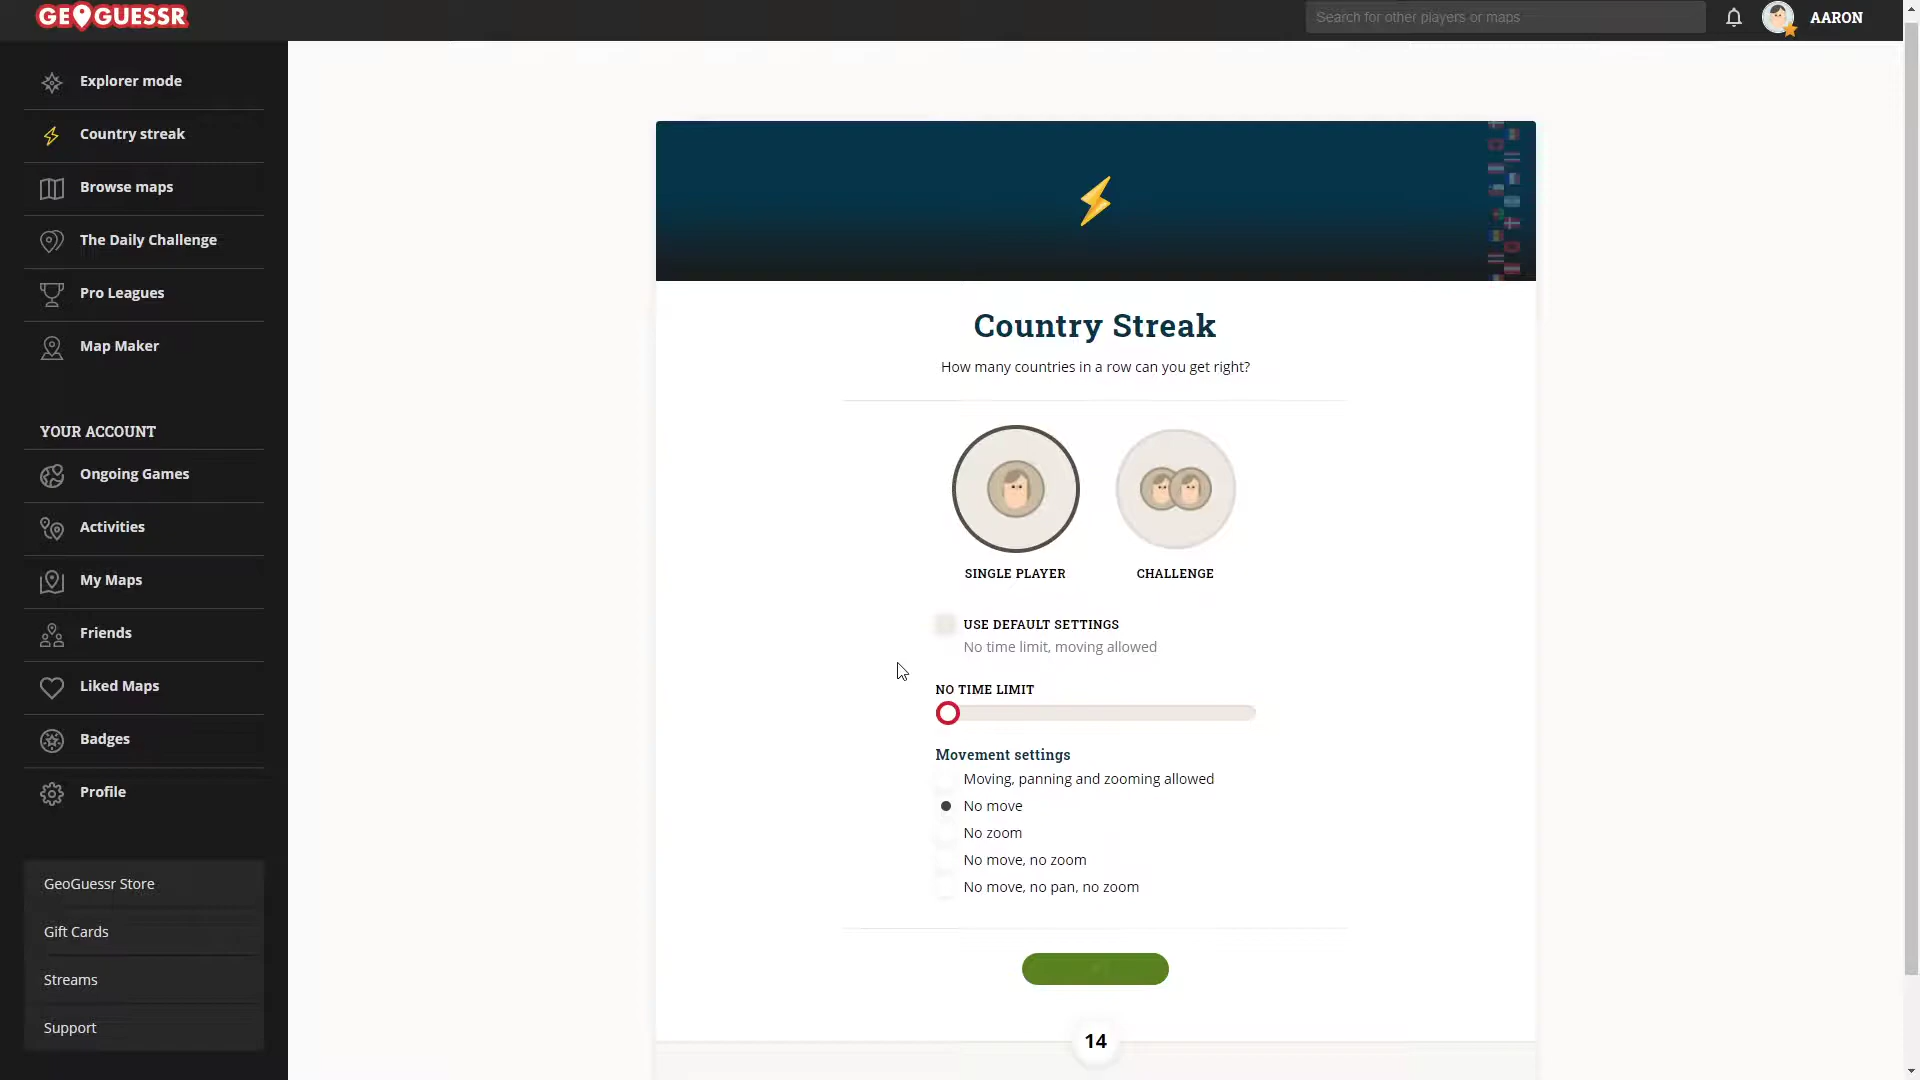 GEOGUESSR
Search for other players or maps
AARON
Explorer mode
Country streak
Browse maps
The Daily Challenge
Pro Leagues
Map Maker
YOUR ACCOUNT
Ongoing Games
Activities
My Maps
Friends
Liked Maps
Badges
Profile
GeoGuessr Store
Gift Cards
Streams
Support
Country Streak
How many countries in a row can you get right?
SINGLE PLAYER
CHALLENGE
USE DEFAULT SETTINGS
No time limit, moving allowed
NO TIME LIMIT
Movement settings
Moving, panning and zooming allowed
No move
No zoom
No move, no zoom
No move, no pan, no zoom
14